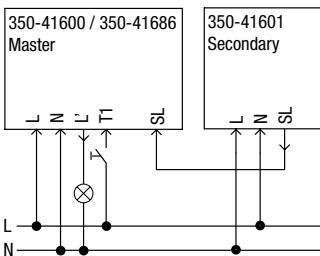 350-41600 / 350-41686
Master
350-41601
Secondary
L N L' T1 SL
L N SL
T
L
N